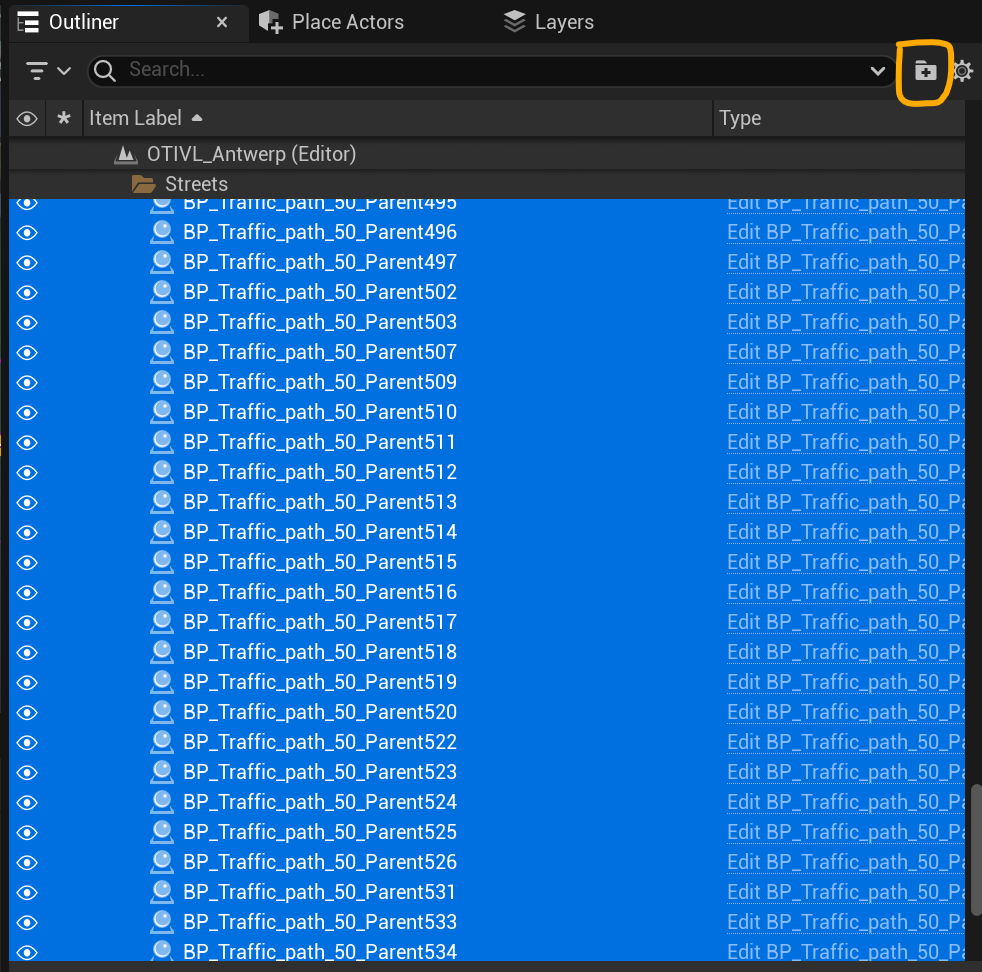 Outliner Place Actors Layers
Search...
* Item Label Type
OTIVL_Antwerp (Editor)
Streets
BP_Traffic_path_50_Parent495 Edit BP_Traffic_path_50_Pa
BP_Traffic_path_50_Parent496 Edit BP_Traffic_path_50_Pa
BP_Traffic_path_50_Parent497 Edit BP_Traffic_path_50_Pa
BP_Traffic_path_50_Parent502 Edit BP_Traffic_path_50_Pa
BP_Traffic_path_50_Parent503 Edit BP_Traffic_path_50_Pa
BP_Traffic_path_50_Parent507 Edit BP_Traffic_path_50_Pa
BP_Traffic_path_50_Parent509 Edit BP_Traffic_path_50_Pa
BP_Traffic_path_50_Parent510 Edit BP_Traffic_path_50_Pa
BP_Traffic_path_50_Parent511 Edit BP_Traffic_path_50_Pa
BP_Traffic_path_50_Parent512 Edit BP_Traffic_path_50_Pa
BP_Traffic_path_50_Parent513 Edit BP_Traffic_path_50_Pa
BP_Traffic_path_50_Parent514 Edit BP_Traffic_path_50_Pa
BP_Traffic_path_50_Parent515 Edit BP_Traffic_path_50_Pa
BP_Traffic_path_50_Parent516 Edit BP_Traffic_path_50_Pa
BP_Traffic_path_50_Parent517 Edit BP_Traffic_path_50_Pa
BP_Traffic_path_50_Parent518 Edit BP_Traffic_path_50_Pa
BP_Traffic_path_50_Parent519 Edit BP_Traffic_path_50_Pa
BP_Traffic_path_50_Parent520 Edit BP_Traffic_path_50_Pa
BP_Traffic_path_50_Parent522 Edit BP_Traffic_path_50_Pa
BP_Traffic_path_50_Parent523 Edit BP_Traffic_path_50_Pa
BP_Traffic_path_50_Parent524 Edit BP_Traffic_path_50_Pa
BP_Traffic_path_50_Parent525 Edit BP_Traffic_path_50_Pa
BP_Traffic_path_50_Parent526 Edit BP_Traffic_path_50_Pa
BP_Traffic_path_50_Parent531 Edit BP_Traffic_path_50_Pa
BP_Traffic_path_50_Parent533 Edit BP_Traffic_path_50_Pa
BP_Traffic_path_50_Parent534 Edit BP_Traffic_path_50_Pa